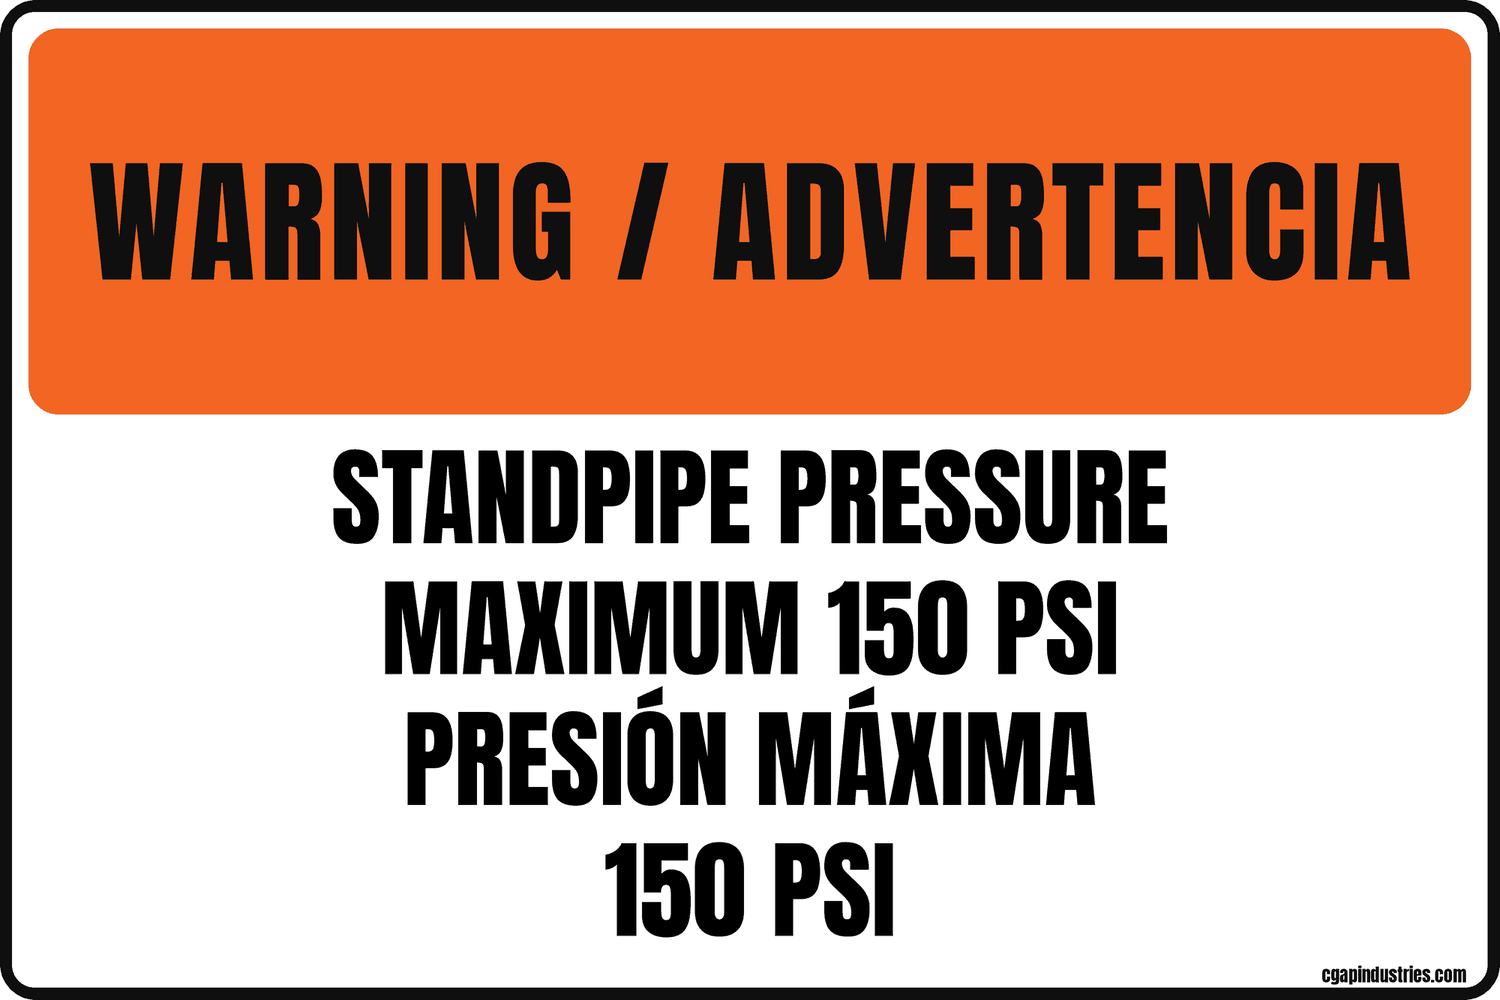 WARNING / ADVERTENCIA
STANDPIPE PRESSURE
MAXIMUM 150 PSI
PRESIÓN MÁXIMA
150 PSI
cgapindustries.com